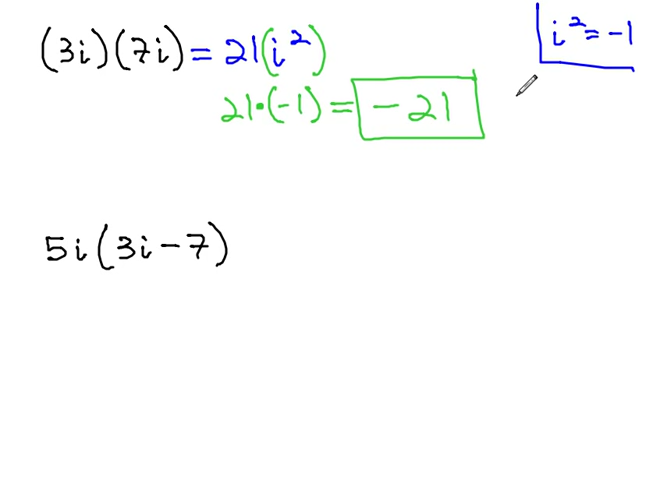 (3i)(7i) = 21(i²)
i² = -1
21·(-1) = -21
5i(3i-7)